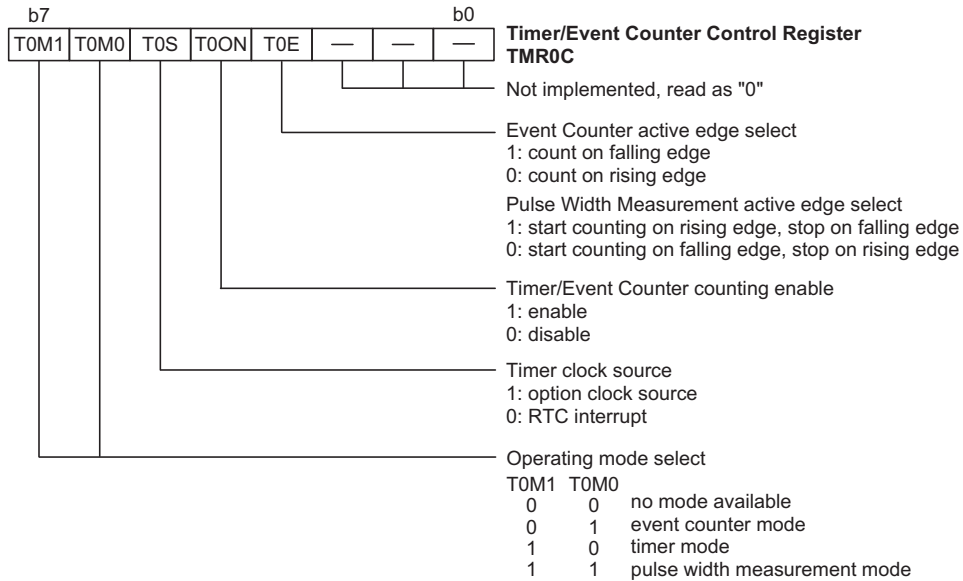 b7 b0
T0M1 T0M0 T0S T0ON T0E — — —
Timer/Event Counter Control Register
TMR0C
Not implemented, read as "0"
Event Counter active edge select
1: count on falling edge
0: count on rising edge
Pulse Width Measurement active edge select
1: start counting on rising edge, stop on falling edge
0: start counting on falling edge, stop on rising edge
Timer/Event Counter counting enable
1: enable
0: disable
Timer clock source
1: option clock source
0: RTC interrupt
Operating mode select
T0M1 T0M0
0 0 no mode available
0 1 event counter mode
1 0 timer mode
1 1 pulse width measurement mode